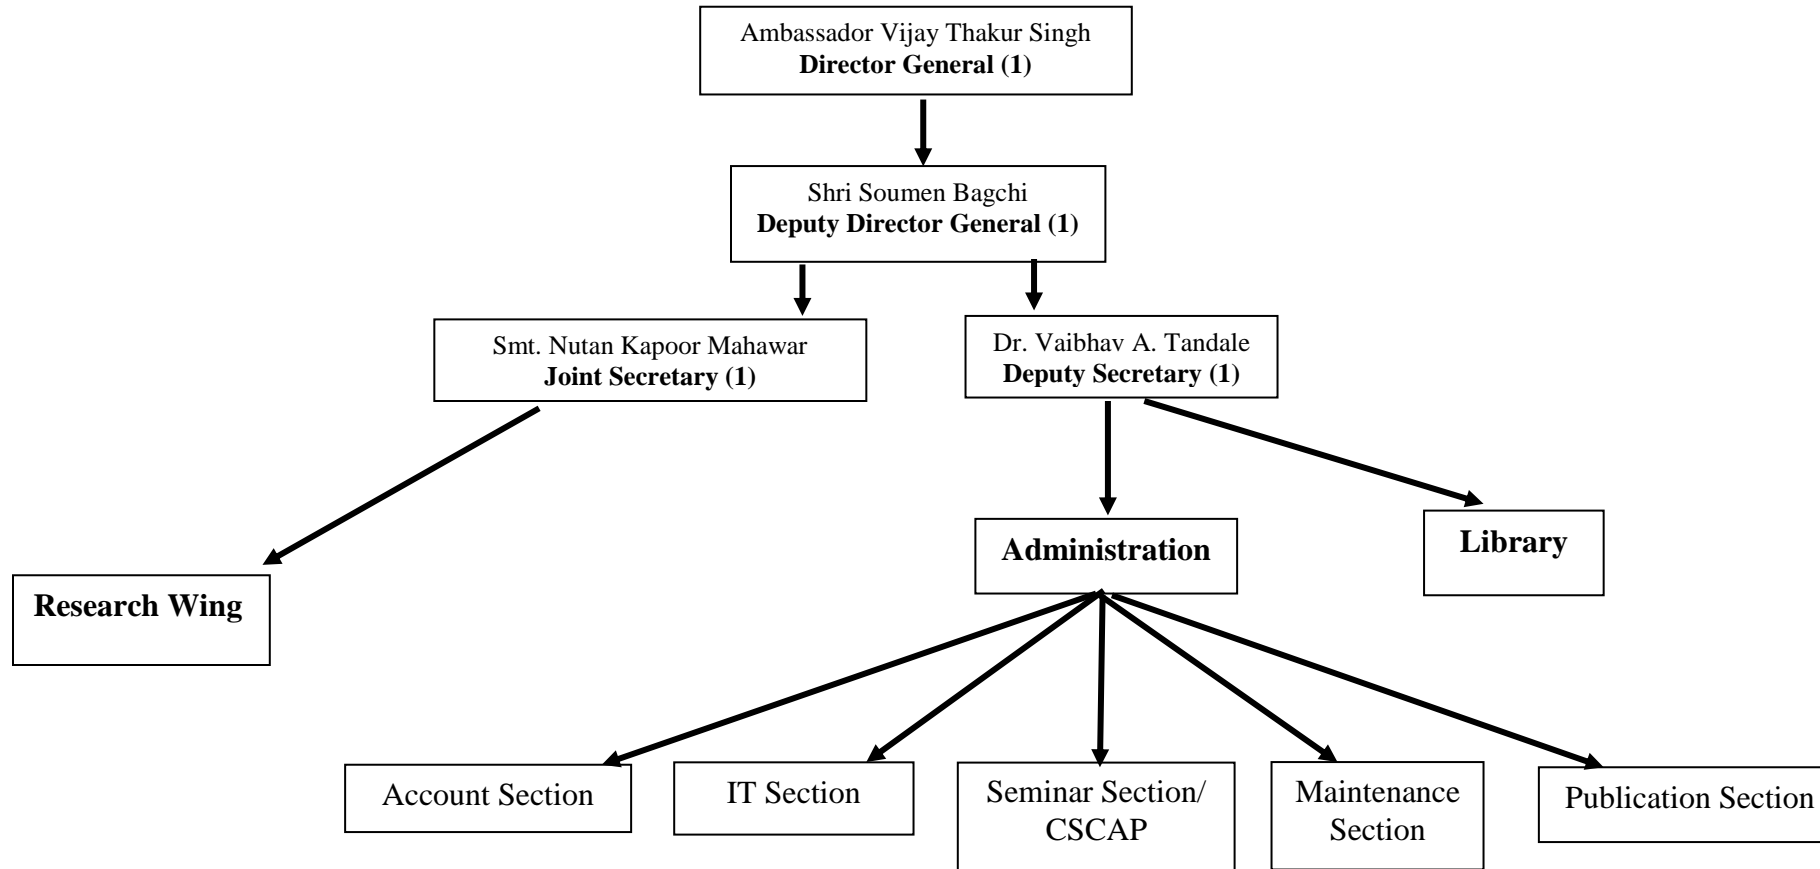 Ambassador Vijay Thakur Singh
Director General (1)
Shri Soumen Bagchi
Deputy Director General (1)
Smt. Nutan Kapoor Mahawar
Joint Secretary (1)
Dr. Vaibhav A. Tandale
Deputy Secretary (1)
Administration
Library
Research Wing
Account Section
IT Section
Seminar Section/
CSCAP
Maintenance
Section
Publication Section